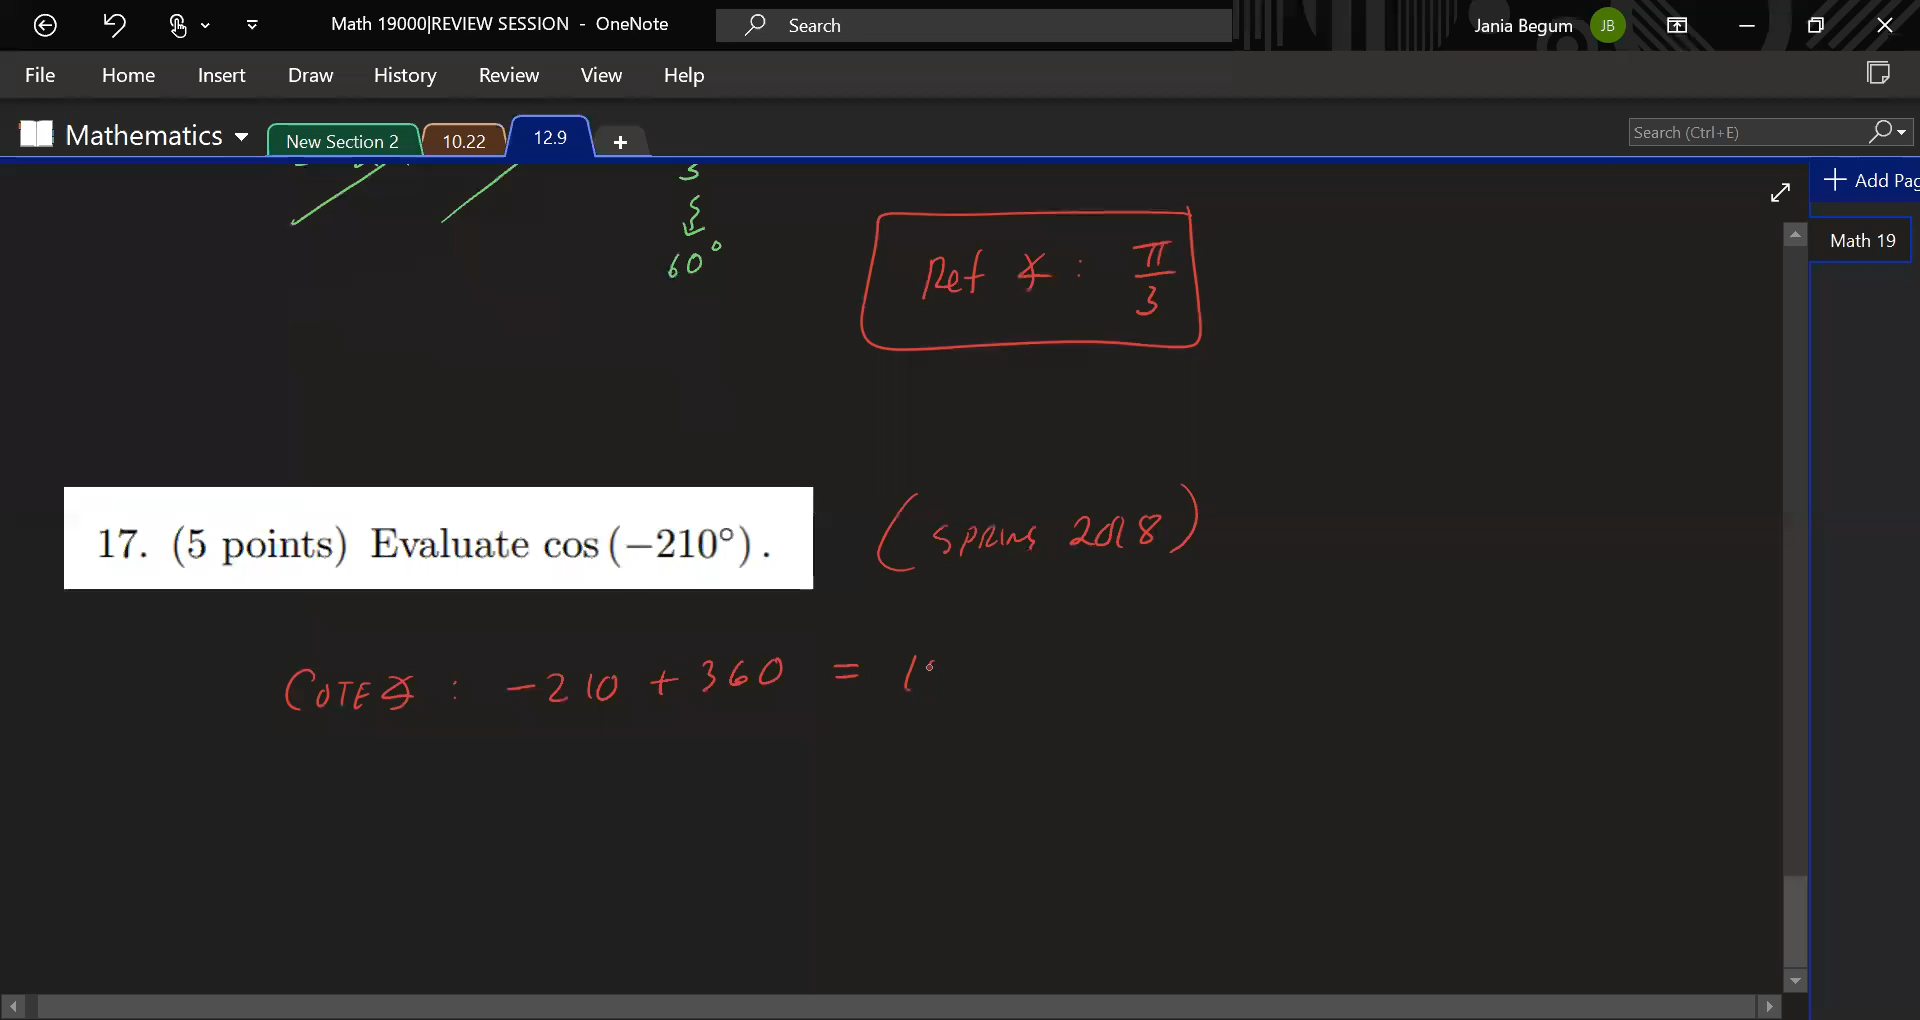 Math 19000|REVIEW SESSION - OneNote
Search
Jania Begum
JB
File Home Insert Draw History Review View Help
Mathematics
New Section 2
10.22
12.9
+
Search (Ctrl+E)
Add Pag
Math 19
3
60°
Ref ∡ : π/3
17. (5 points) Evaluate cos (−210°).
(SPRING 2018)
COTE∡ : -210 + 360 = 1